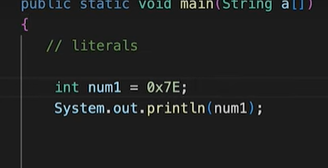 public static void main(String a[])
{
// literals
int num1 = 0x7E;
System.out.println(num1);